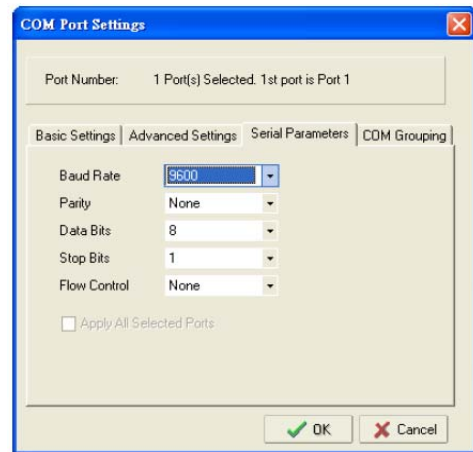 COM Port Settings
Port Number: 1 Port(s) Selected. 1st port is Port 1
Basic Settings Advanced Settings Serial Parameters COM Grouping
Baud Rate 9600
Parity None
Data Bits 8
Stop Bits 1
Flow Control None
Apply All Selected Ports
OK Cancel